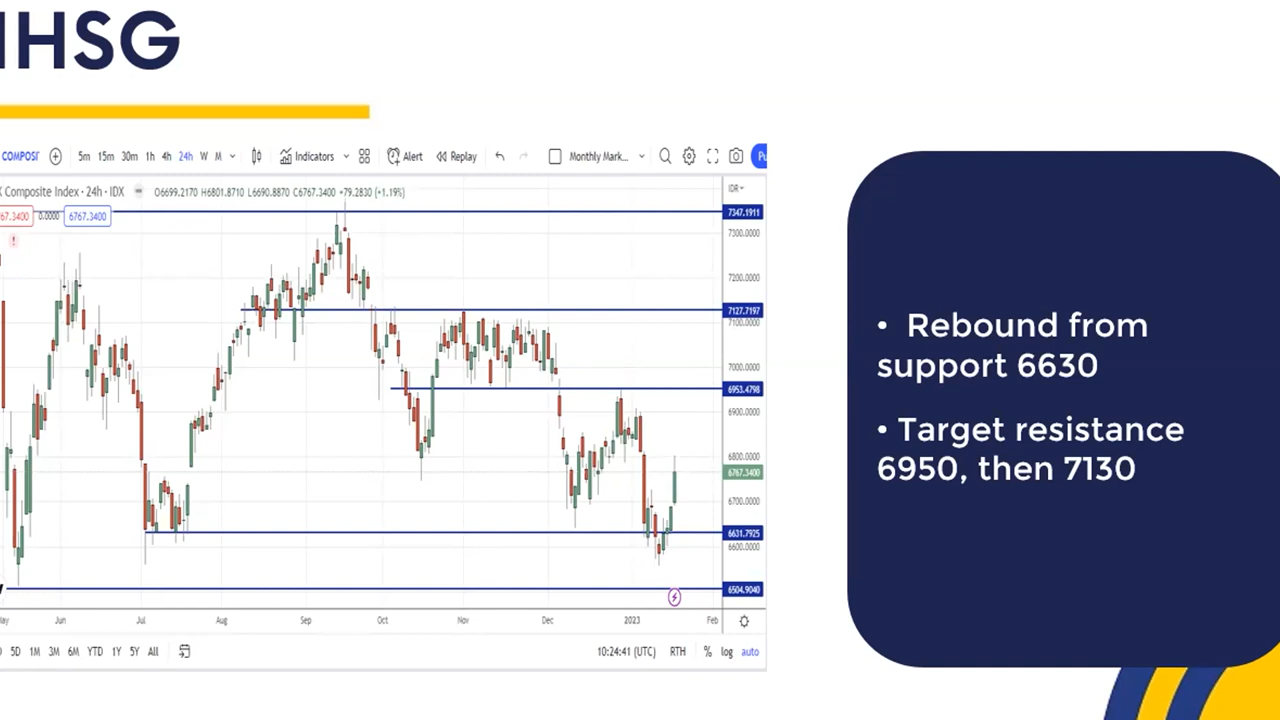 IHSG
COMPOSI 5m 15m 30m 1h 4h 24h W M Indicators Alert Replay Monthly Mark...
X Composite Index · 24h · IDX O6699.2170 H6801.8710 L6690.8870 C6767.3400 +79.2830 (+1.19%) IDR
67.3400 0.0000 6767.3400
7347.1911
7300.0000
7200.0000
7127.7197
7100.0000
7000.0000
6953.4798
6900.0000
6800.0000
6767.3400
6700.0000
6631.7925
6600.0000
6504.9040
May Jun Jul Aug Sep Oct Nov Dec 2023 Feb
5D 1M 3M 6M YTD 1Y 5Y All 10:24:41 (UTC) RTH % log auto
• Rebound from
support 6630
• Target resistance
6950, then 7130